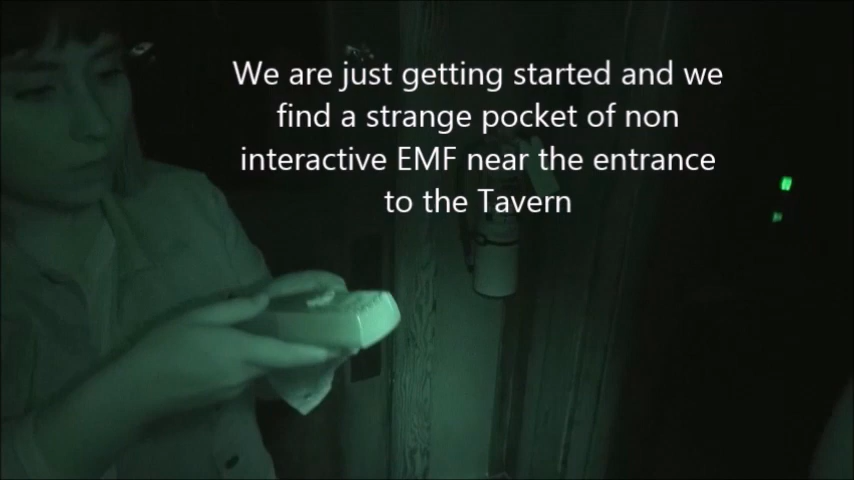 We are just getting started and we
find a strange pocket of non
interactive EMF near the entrance
to the Tavern